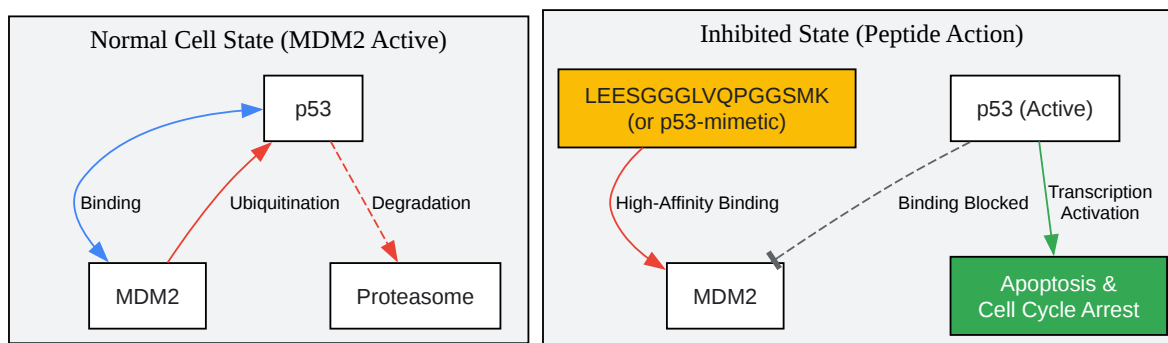 Normal Cell State (MDM2 Active)
p53
Binding
Ubiquitination
Degradation
MDM2
Proteasome
Inhibited State (Peptide Action)
LEESGGGLVQPGGSMK
(or p53-mimetic)
p53 (Active)
High-Affinity Binding
Binding Blocked
Transcription
Activation
MDM2
Apoptosis &
Cell Cycle Arrest